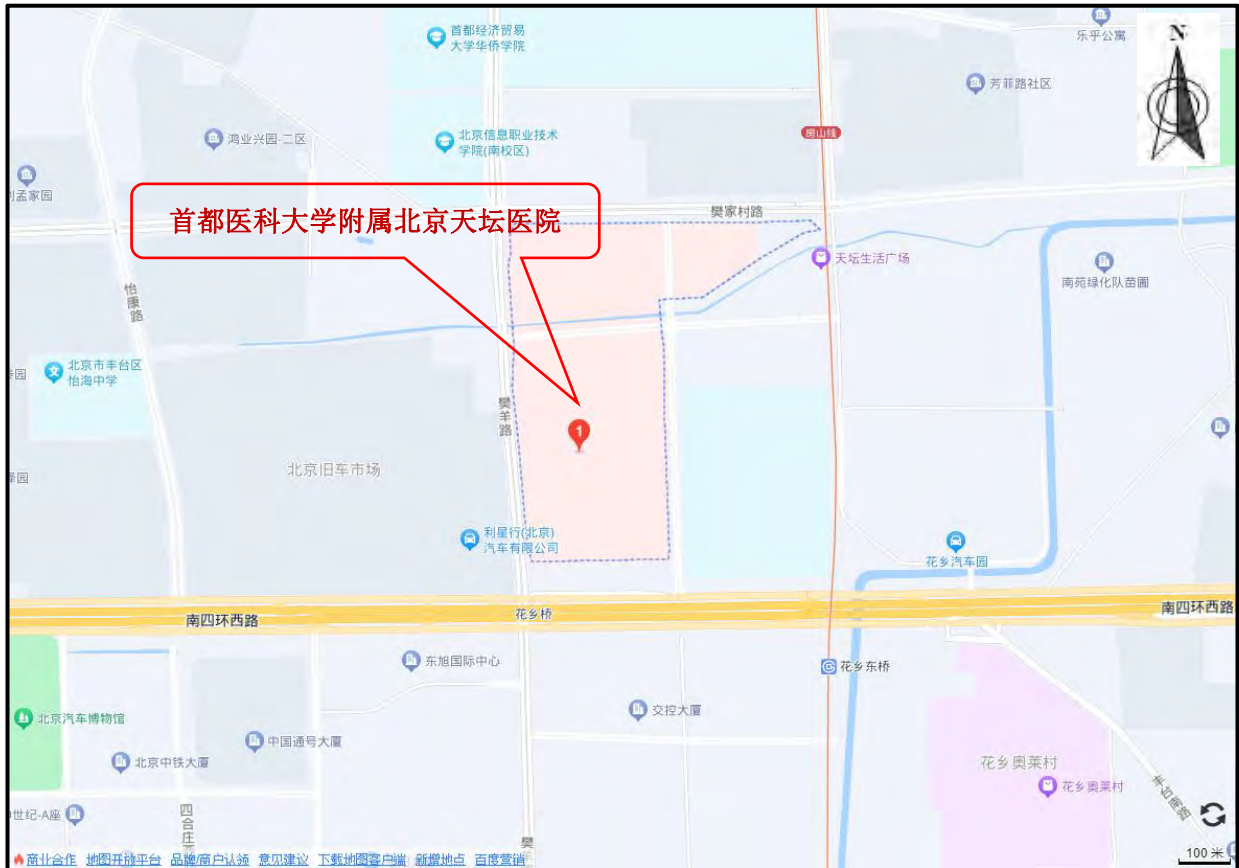 首都经济贸易
大学华侨学院
乐乎公寓
N
芳菲路社区
鸿业兴园-二区
北京信息职业技术
学院(南校区)
房山线
孟家园
首都医科大学附属北京天坛医院
樊家村路
天坛生活广场
南苑绿化队苗圃
怡康路
北京市丰台区
怡海中学
园
樊羊路
1
北京旧车市场
园
利星行(北京)
汽车有限公司
花乡汽车园
南四环西路
花乡桥
南四环西路
东旭国际中心
花乡东桥
北京汽车博物馆
交控大厦
中国通号大厦
北京中铁大厦
花乡奥莱村
花乡奥莱村
世纪-A座
四合庄
樊
商业合作 地图开放平台 品牌/商户认领 意见建议 下载地图客户端 新增地点 百度营销
100 米